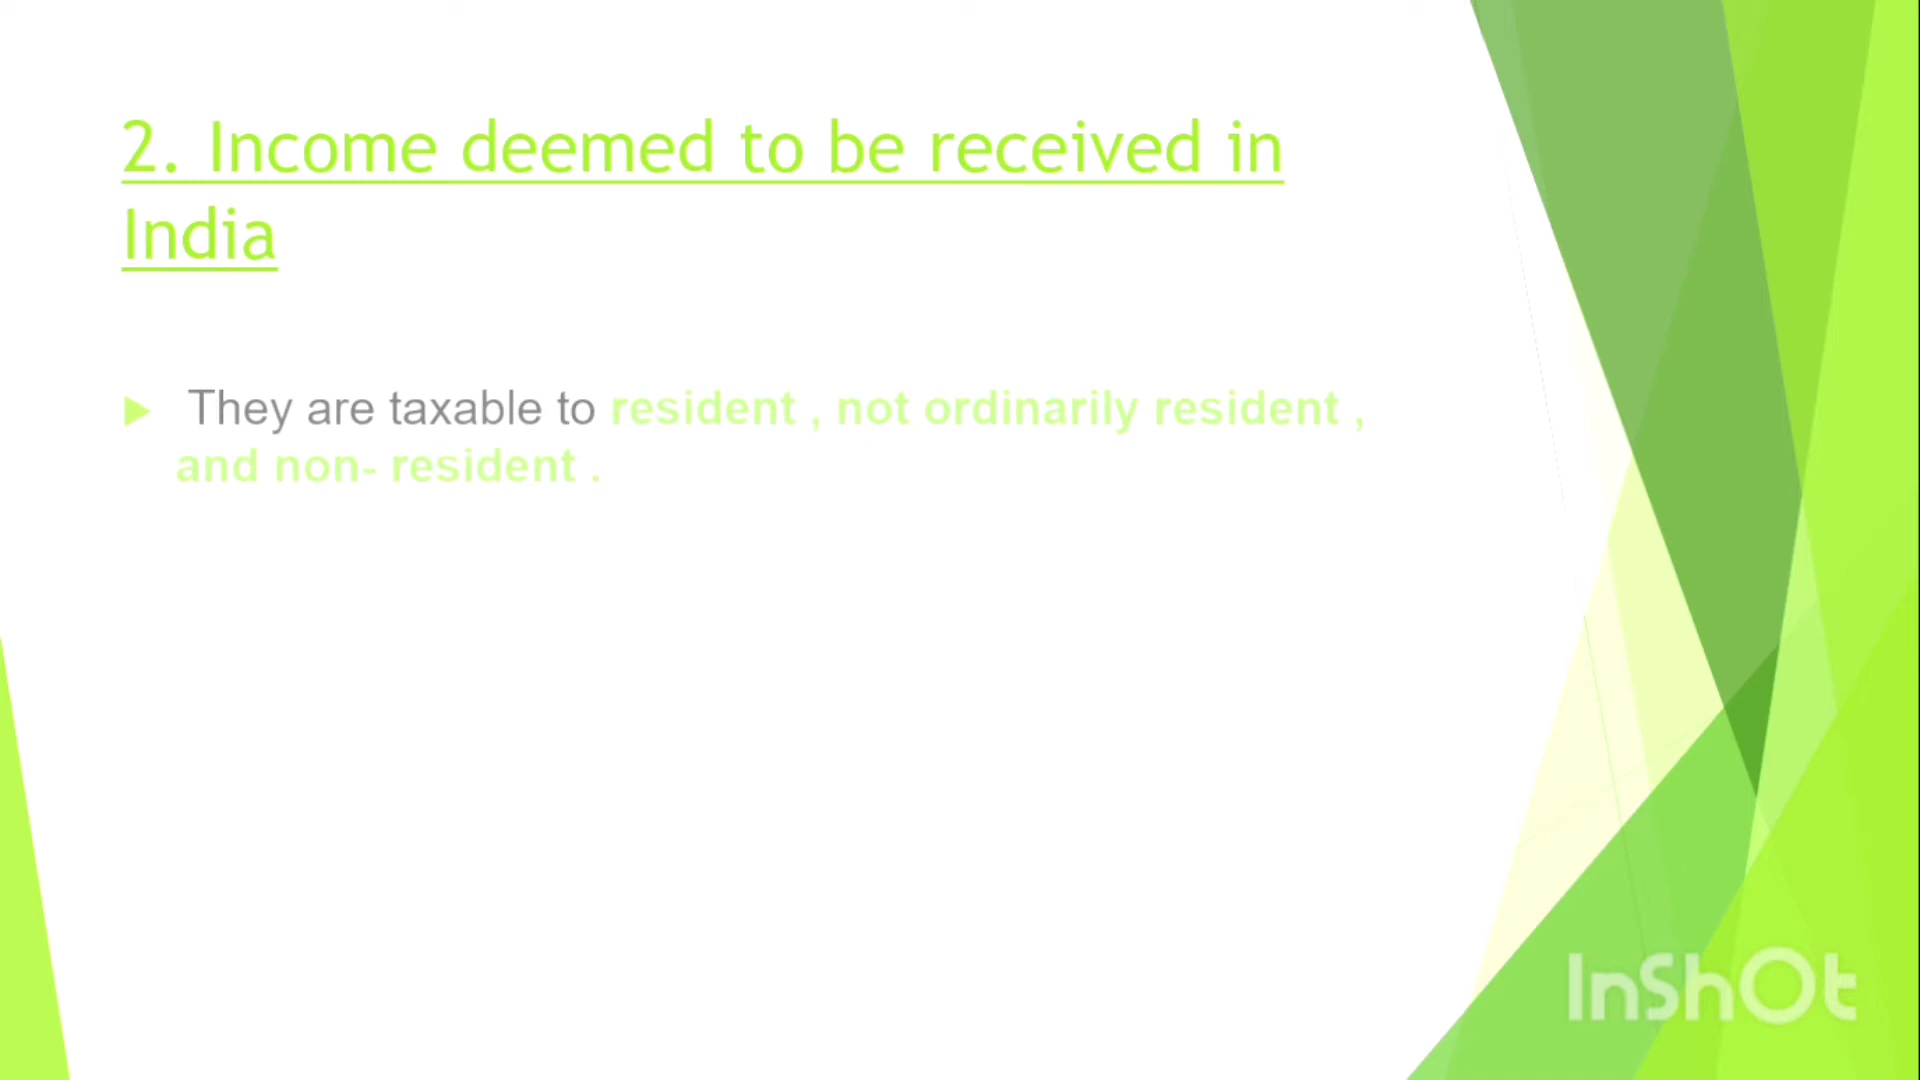 2. Income deemed to be received in
India
They are taxable to resident , not ordinarily resident ,
and non- resident .
InShOt